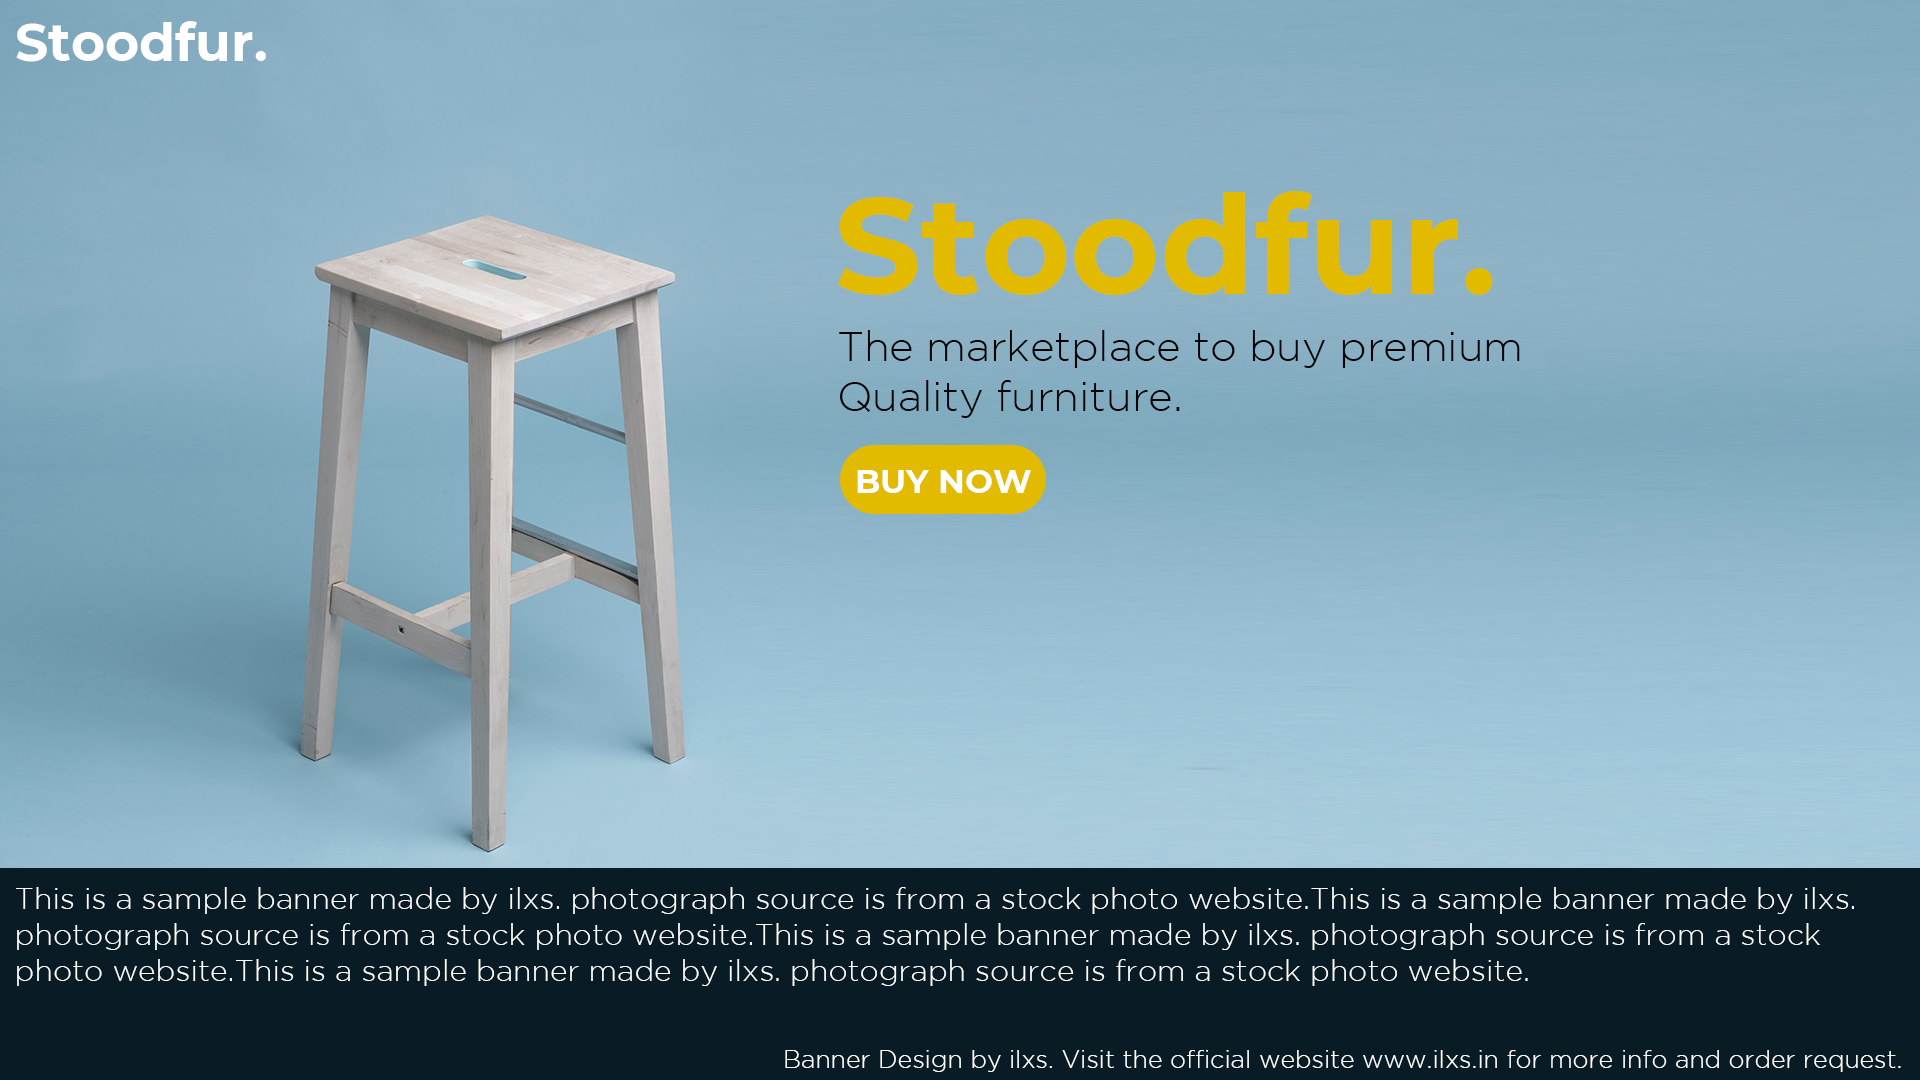 Stoodfur.
Stoodfur.
The marketplace to buy premium
Quality furniture.
BUY NOW
This is a sample banner made by ilxs. photograph source is from a stock photo website.This is a sample banner made by ilxs.
photograph source is from a stock photo website.This is a sample banner made by ilxs. photograph source is from a stock
photo website.This is a sample banner made by ilxs. photograph source is from a stock photo website.
Banner Design by ilxs. Visit the official website www.ilxs.in for more info and order request.